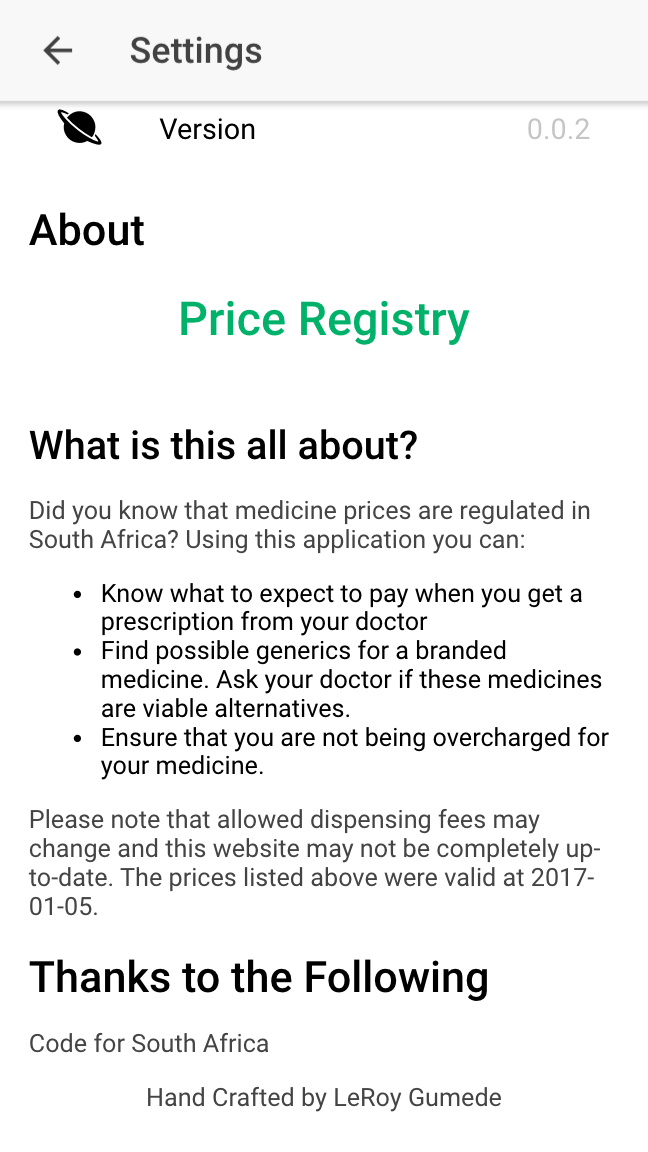 Settings
Version 0.0.2
About
Price Registry
What is this all about?
Did you know that medicine prices are regulated in
South Africa? Using this application you can:
• Know what to expect to pay when you get a
prescription from your doctor
• Find possible generics for a branded
medicine. Ask your doctor if these medicines
are viable alternatives.
• Ensure that you are not being overcharged for
your medicine.
Please note that allowed dispensing fees may
change and this website may not be completely up-
to-date. The prices listed above were valid at 2017-
01-05.
Thanks to the Following
Code for South Africa
Hand Crafted by LeRoy Gumede